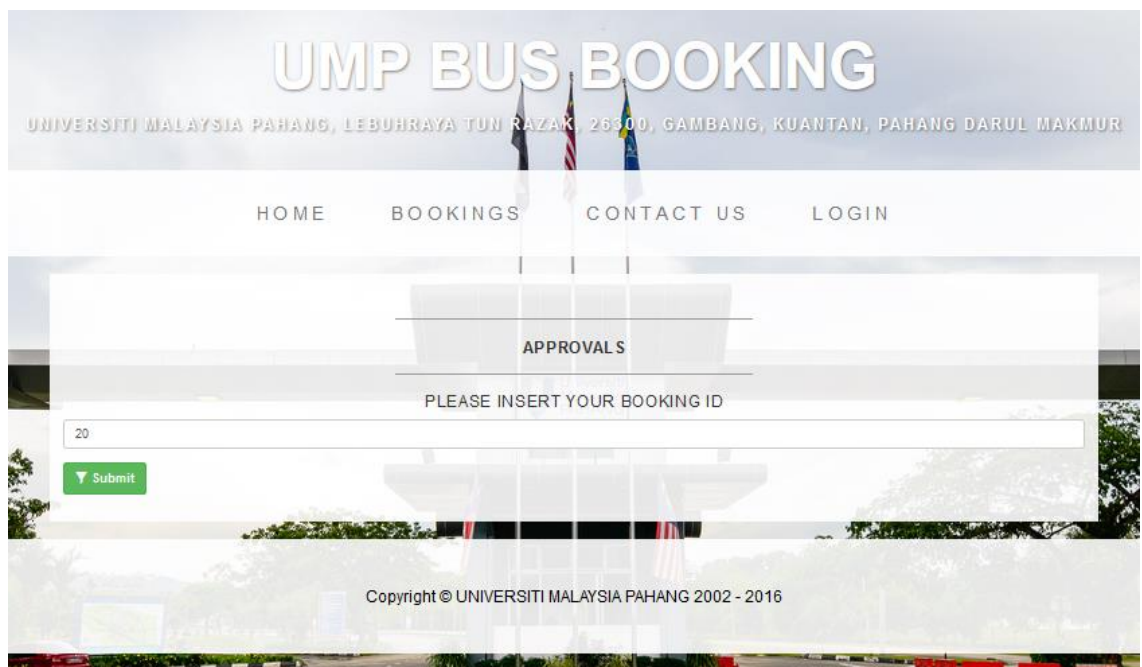 UMP BUS BOOKING
UNIVERSITI MALAYSIA PAHANG, LEBUHRAYA TUN RAZAK, 26300, GAMBANG, KUANTAN, PAHANG DARUL MAKMUR
HOME BOOKINGS CONTACT US LOGIN
APPROVALS
PLEASE INSERT YOUR BOOKING ID
20
Submit
Copyright © UNIVERSITI MALAYSIA PAHANG 2002 - 2016